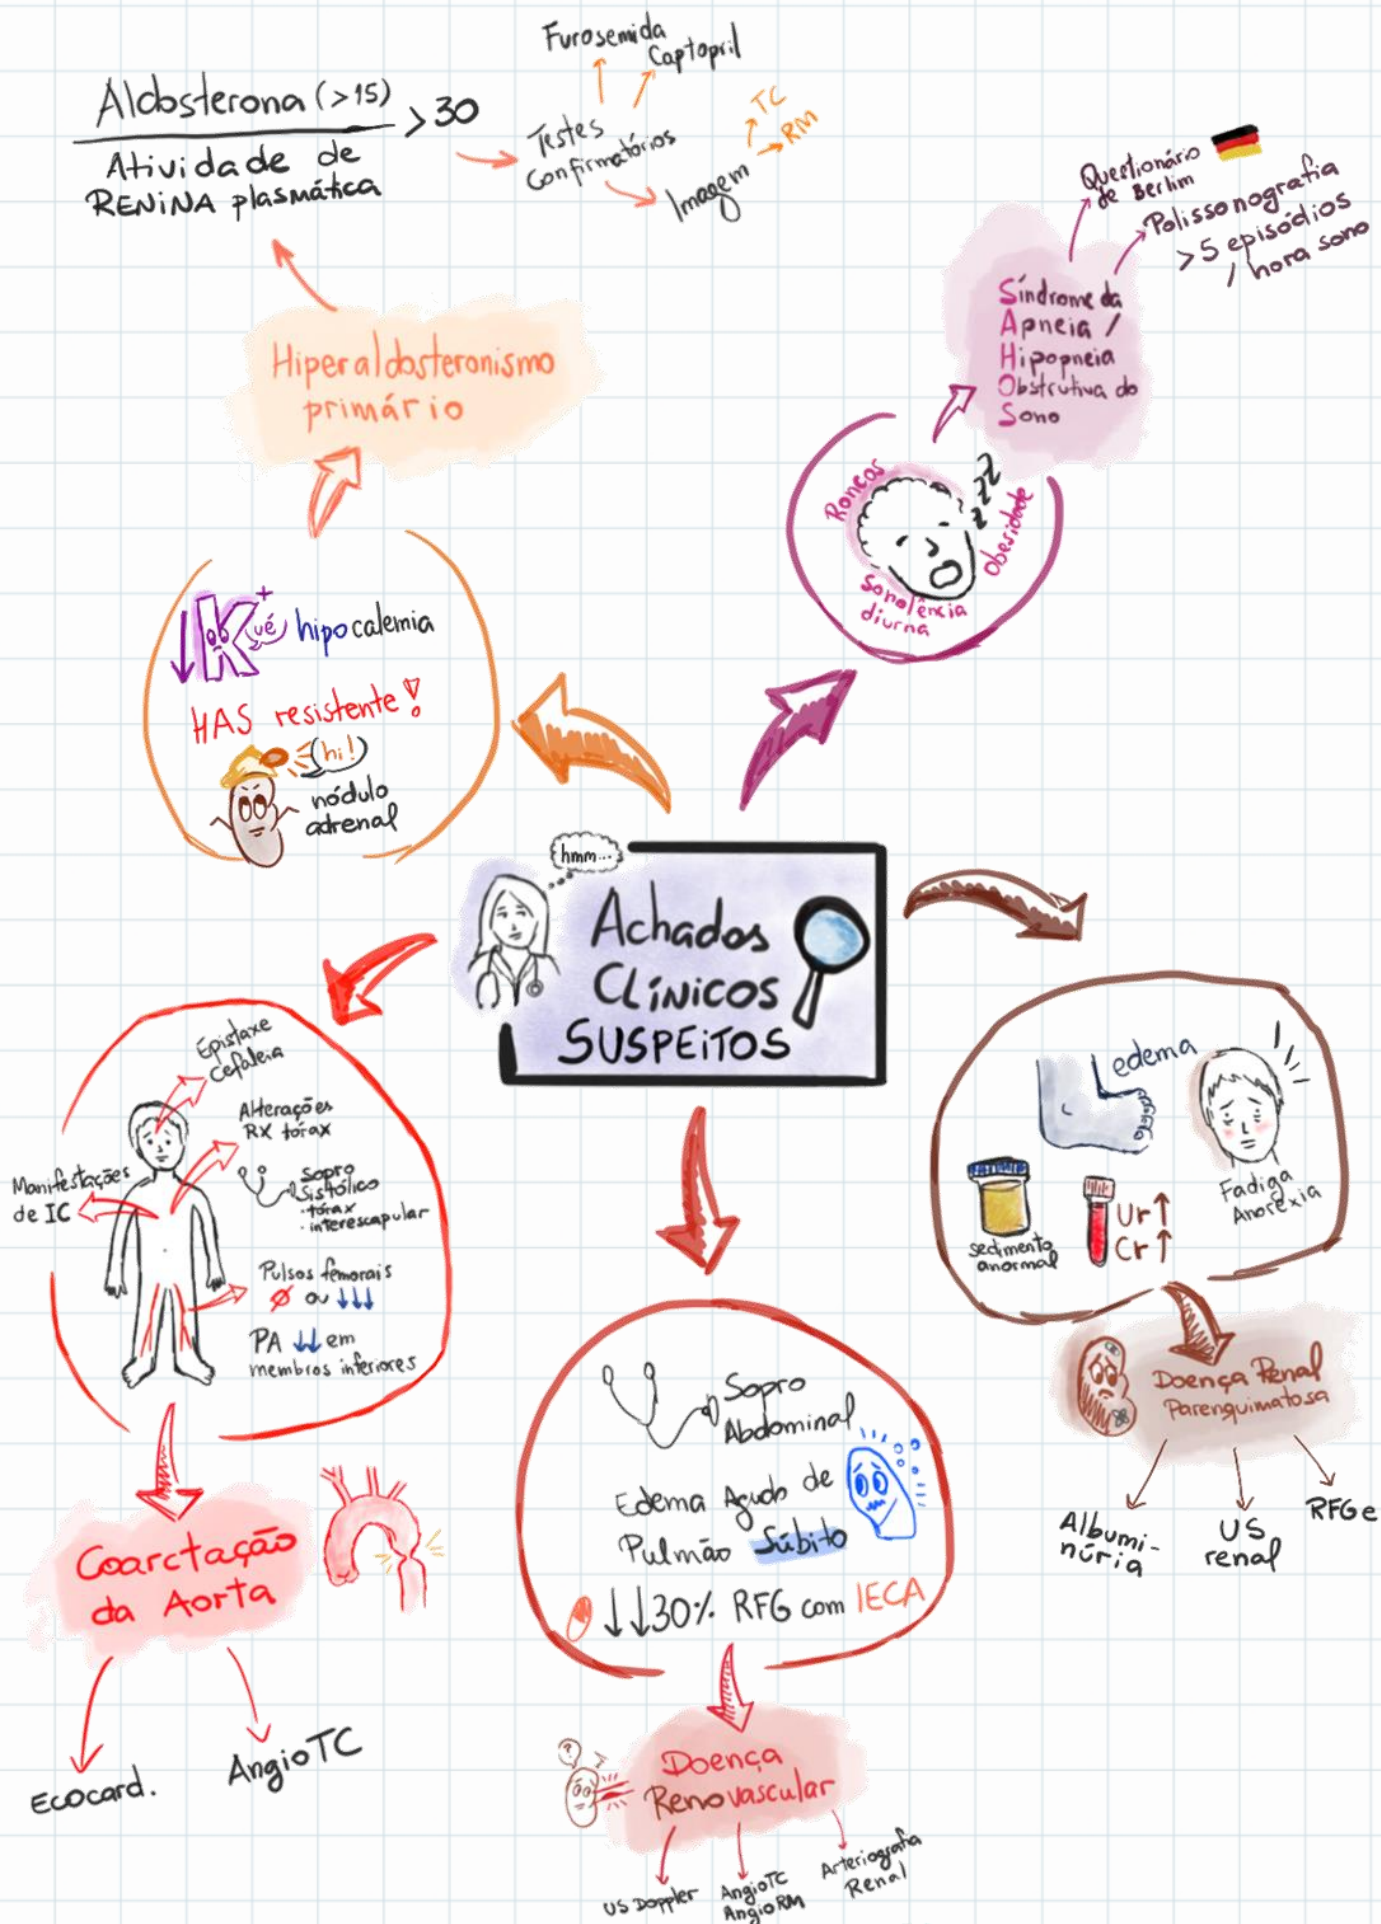 Furosemida
Captopril
Aldosterona (>15)
>30
Atividade de
RENINA plasmática
Testes
confirmatórios
TC
RM
Imagem
Questionário
de Berlim
Polissonografia
>5 episódios
/ hora sono
Síndrome da
Apneia /
Hipopneia
Obstrutiva do
Sono
Hiperaldosteronismo
primário
Roncos
Obesidade
Sonolência
diurna
↓K+
ué
hipocalemia
HAS resistente!
hi!
nódulo
adrenal
hmm...
Achados
CLÍNICOS
SUSPEITOS
Epistaxe
Cefaleia
Alterações
RX tórax
Manifestações
de IC
Sopro
Sistólico
• tórax
• interescapular
Pulsos femorais
Ø ou ↓↓↓
PA ↓↓ em
membros inferiores
Coarctação
da Aorta
Ecocard.
AngioTC
edema
Fadiga
Anorexia
sedimento
anormal
Ur↑
Cr↑
Doença Renal
Parenquimatosa
Albumi-
núria
US
renal
RFGe
Sopro
Abdominal
Edema Agudo de
Pulmão Súbito
↓↓30% RFG com IECA
?
Doença
Renovascular
US Doppler
AngioTC
AngioRM
Arteriografia
Renal